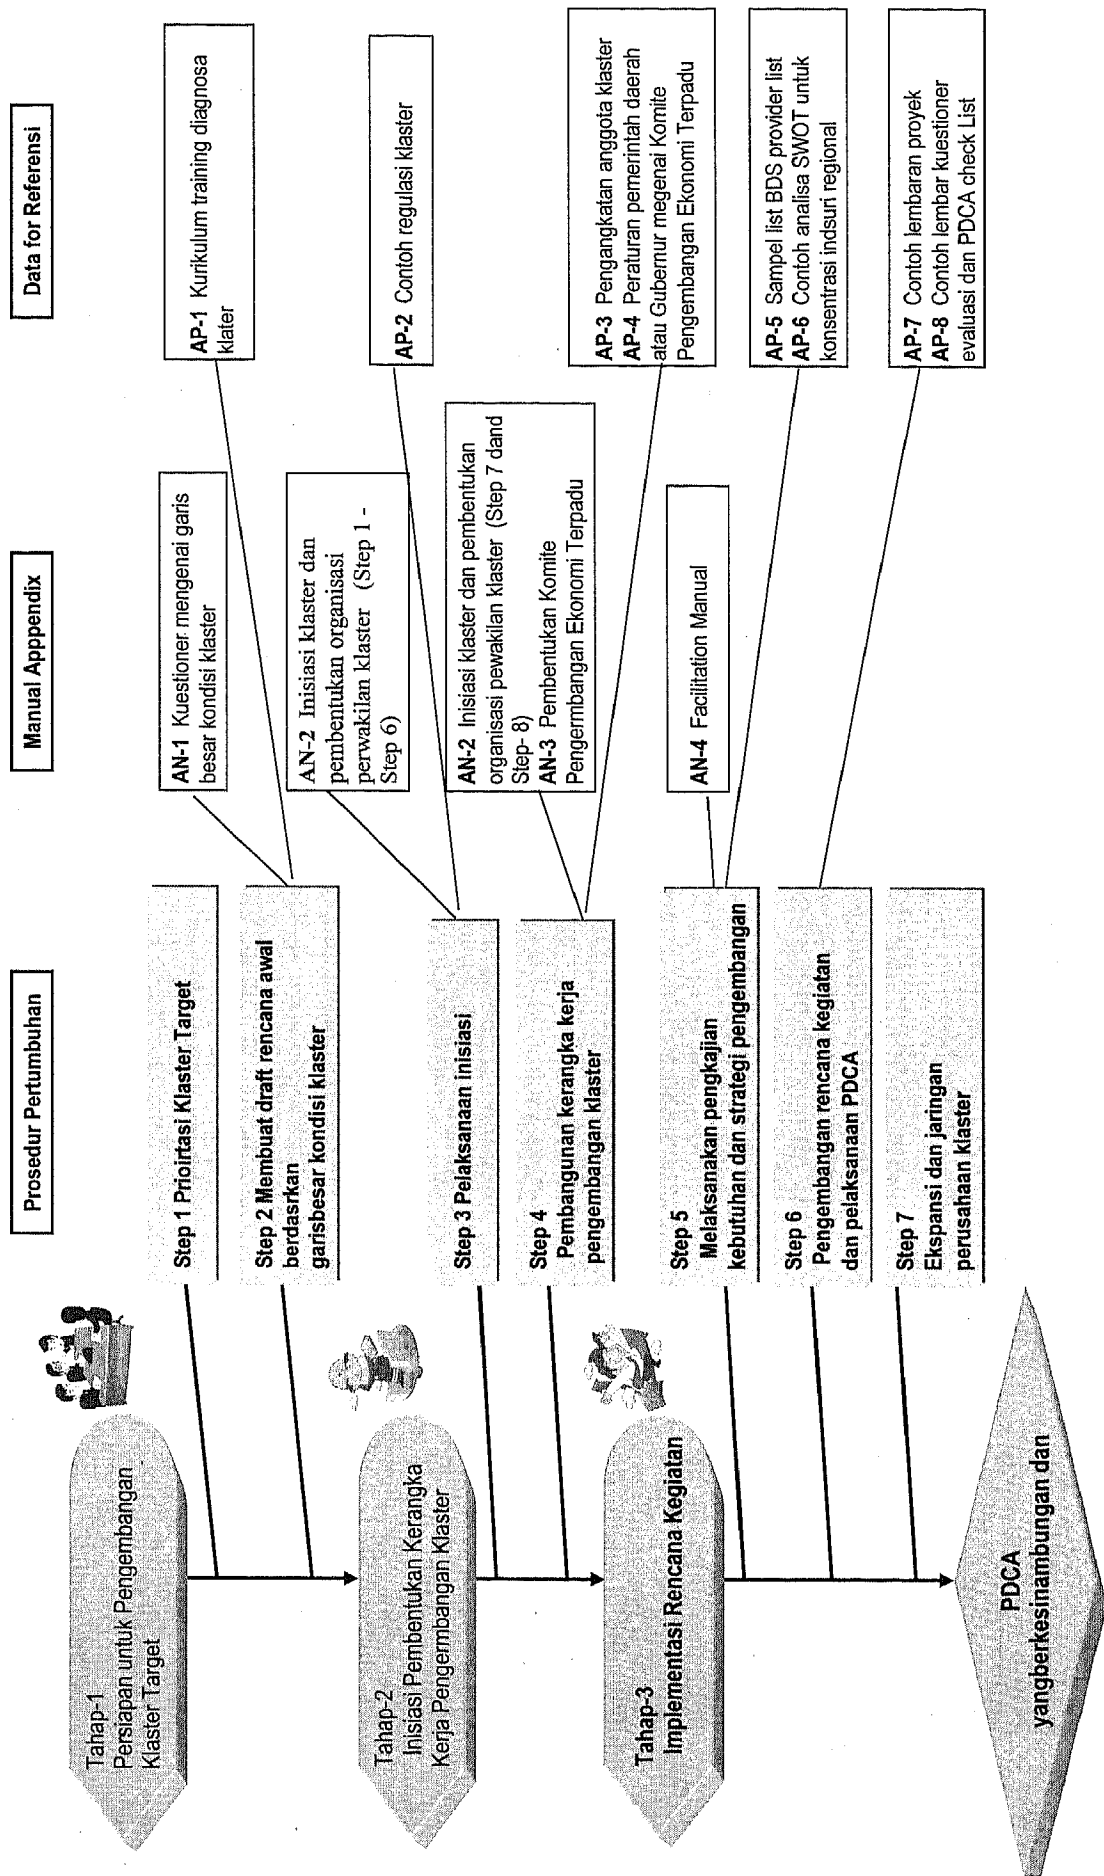 Prosedur Pertumbuhan
Manual Apppendix
Data for Referensi
Tahap-1
Persiapan untuk Pengembangan
Klaster Target
Step 1 Prioirtasi Klaster Target
Step 2 Membuat draft rencana awal
berdasrkan
garisbesar kondisi klaster
AN-1 Kuestioner mengenai garis
besar kondisi klaster
AP-1 Kurikulum training diagnosa
klater
Tahap-2
Inisiasi Pembentukan Kerangka
Kerja Pengermbangan Klaster
Step 3 Pelaksanaan inisiasi
Step 4
Pembangunan kerangka kerja
pengembangan klaster
AN-2 Inisiasi klaster dan
pembentukan organisasi
perwakilan klaster (Step 1 -
Step 6)
AN-2 Inisiasi klaster dan pembentukan
organisasi pewakilan klaster (Step 7 dand
Step- 8)
AN-3 Pembentukan Komite
Pengermbangan Ekonomi Terpadu
AP-2 Contoh regulasi klaster
AP-3 Pengangkatan anggota klaster
AP-4 Peraturan pemerintah daerah
atau Gubernur megenai Komite
Pengembangan Ekonomi Terpadu
Tahap-3
Implementasi Rencana Kegiatan
Step 5
Melaksanakan pengkajian
kebutuhan dan strategi pengembangan
Step 6
Pengembangan rencana kegiatan
dan pelaksanaan PDCA
Step 7
Ekspansi dan jaringan
perusahaan klaster
AN-4 Facilitation Manual
AP-5 Sampel list BDS provider list
AP-6 Contoh analisa SWOT untuk
konsentrasi indsuri regional
AP-7 Contoh lembaran proyek
AP-8 Contoh lembar kuestioner
evaluasi dan PDCA check List
PDCA
yangberkesinambungan dan